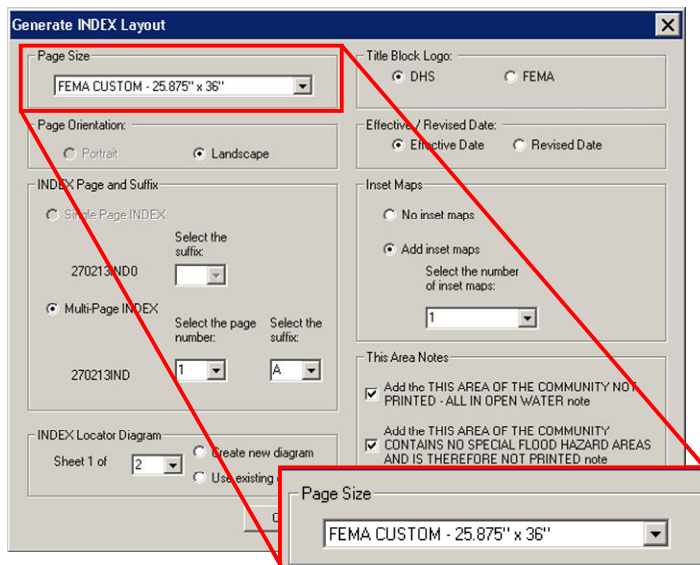 Generate INDEX Layout
Page Size
FEMA CUSTOM - 25.875" x 36"
Page Orientation:
Portrait
Landscape
INDEX Page and Suffix
Single Page INDEX
Select the
suffix:
270213IND0
Multi-Page INDEX
Select the page
number:
Select the
suffix:
270213IND
1
A
INDEX Locator Diagram
Sheet 1 of
2
Create new diagram
Use existing
Title Block Logo:
DHS
FEMA
Effective / Revised Date:
Effective Date
Revised Date
Inset Maps
No inset maps
Add inset maps
Select the number
of inset maps:
1
This Area Notes
Add the THIS AREA OF THE COMMUNITY NOT
PRINTED - ALL IN OPEN WATER note
Add the THIS AREA OF THE COMMUNITY
CONTAINS NO SPECIAL FLOOD HAZARD AREAS
AND IS THEREFORE NOT PRINTED note
Page Size
FEMA CUSTOM - 25.875" x 36"